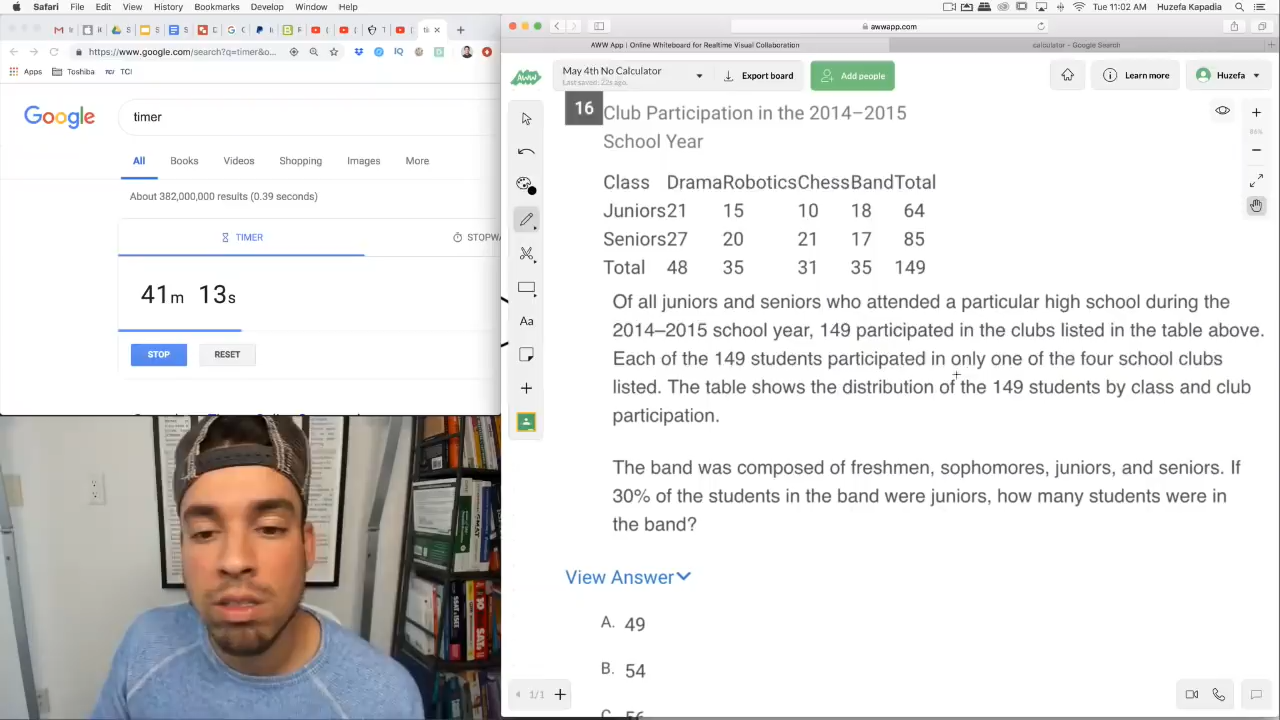 Safari File Edit View History Bookmarks Develop Window Help
Tue 11:02 AM Huzefa Kapadia
https://www.google.com/search?q=timer&o...
Apps Toshiba TCI TCI
Google timer
All Books Videos Shopping Images More
About 382,000,000 results (0.39 seconds)
TIMER STOPW
41m 13s
STOP RESET
awwapp.com
AWW App | Online Whiteboard for Realtime Visual Collaboration calculator - Google Search
AWW May 4th No Calculator Export board Add people Learn more Huzefa
Last saved: 22s ago.
86%
16 Club Participation in the 2014–2015
School Year
Class DramaRoboticsChessBandTotal
Juniors21 15 10 18 64
Seniors27 20 21 17 85
Total 48 35 31 35 149
Of all juniors and seniors who attended a particular high school during the
2014–2015 school year, 149 participated in the clubs listed in the table above.
Each of the 149 students participated in only one of the four school clubs
listed. The table shows the distribution of the 149 students by class and club
participation.
The band was composed of freshmen, sophomores, juniors, and seniors. If
30% of the students in the band were juniors, how many students were in
the band?
View Answer
A. 49
B. 54
C. 56
Aa
1/1